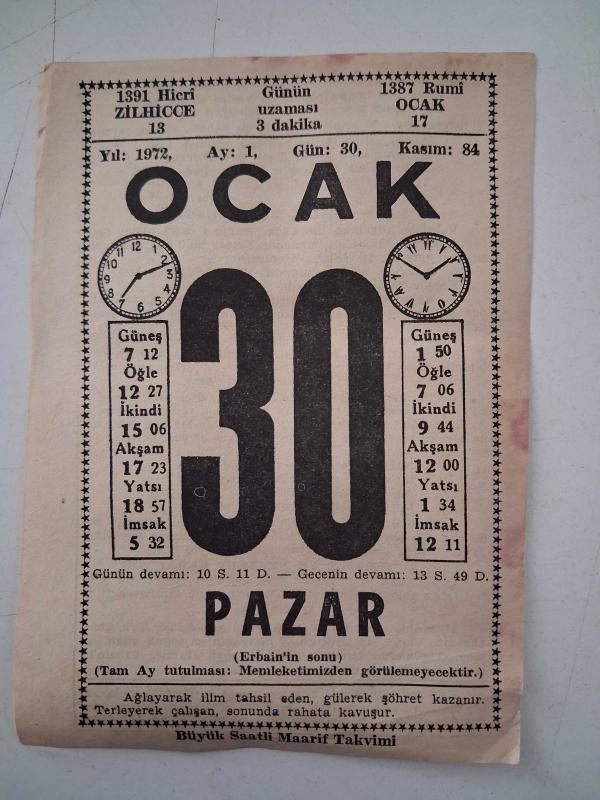 1391 Hicrî
ZİLHİCCE
13
Günün
uzaması
3 dakika
1387 Rumî
OCAK
17
Yıl: 1972, Ay: 1, Gün: 30, Kasım: 84
OCAK
30
Güneş
7 12
Öğle
12 27
İkindi
15 06
Akşam
17 23
Yatsı
18 57
İmsak
5 32
Güneş
1 50
Öğle
7 06
İkindi
9 44
Akşam
12 00
Yatsı
1 34
İmsak
12 11
Günün devamı: 10 S. 11 D. — Gecenin devamı: 13 S. 49 D.
PAZAR
(Erbain'in sonu)
(Tam Ay tutulması: Memleketimizden görülemeyecektir.)
Ağlayarak ilim tahsil eden, gülerek şöhret kazanır.
Terleyerek çalışan, sonunda rahata kavuşur.
Büyük Saatli Maarif Takvimi